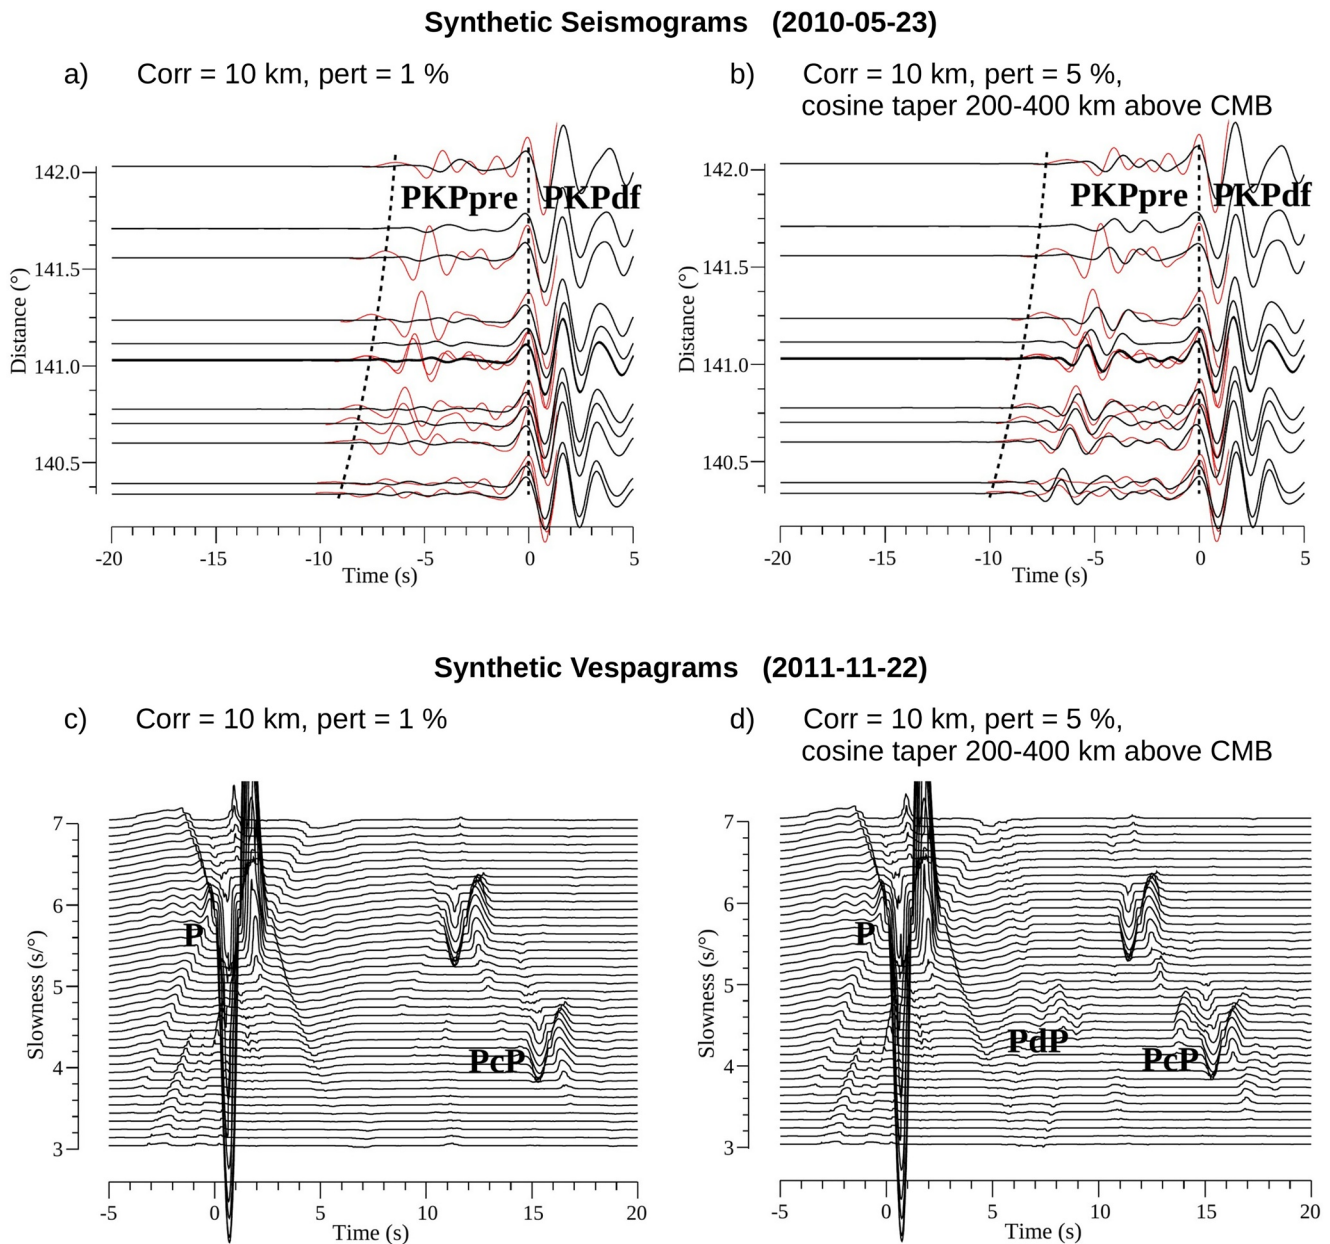 Synthetic Seismograms (2010-05-23)
a) Corr = 10 km, pert = 1 %
b) Corr = 10 km, pert = 5 %,
cosine taper 200-400 km above CMB
142.0
141.5
141.0
140.5
Distance (°)
PKPpre
PKPdf
-20 -15 -10 -5 0 5
Time (s)
142.0
141.5
141.0
140.5
Distance (°)
PKPpre
PKPdf
-20 -15 -10 -5 0 5
Time (s)
Synthetic Vespagrams (2011-11-22)
c) Corr = 10 km, pert = 1 %
d) Corr = 10 km, pert = 5 %,
cosine taper 200-400 km above CMB
7
6
5
4
3
Slowness (s/°)
P
PcP
-5 0 5 10 15 20
Time (s)
7
6
5
4
3
Slowness (s/°)
P
PdP
PcP
-5 0 5 10 15 20
Time (s)